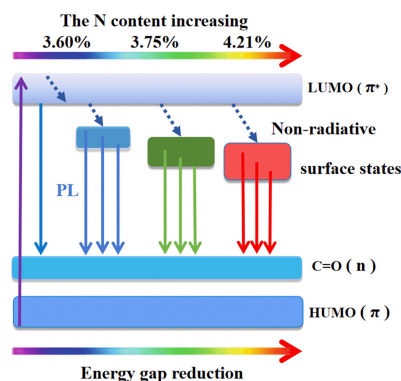 The N content increasing
3.60% 3.75% 4.21%
LUMO (π*)
Non-radiative
surface states
PL
C=O (n)
HUMO (π)
Energy gap reduction